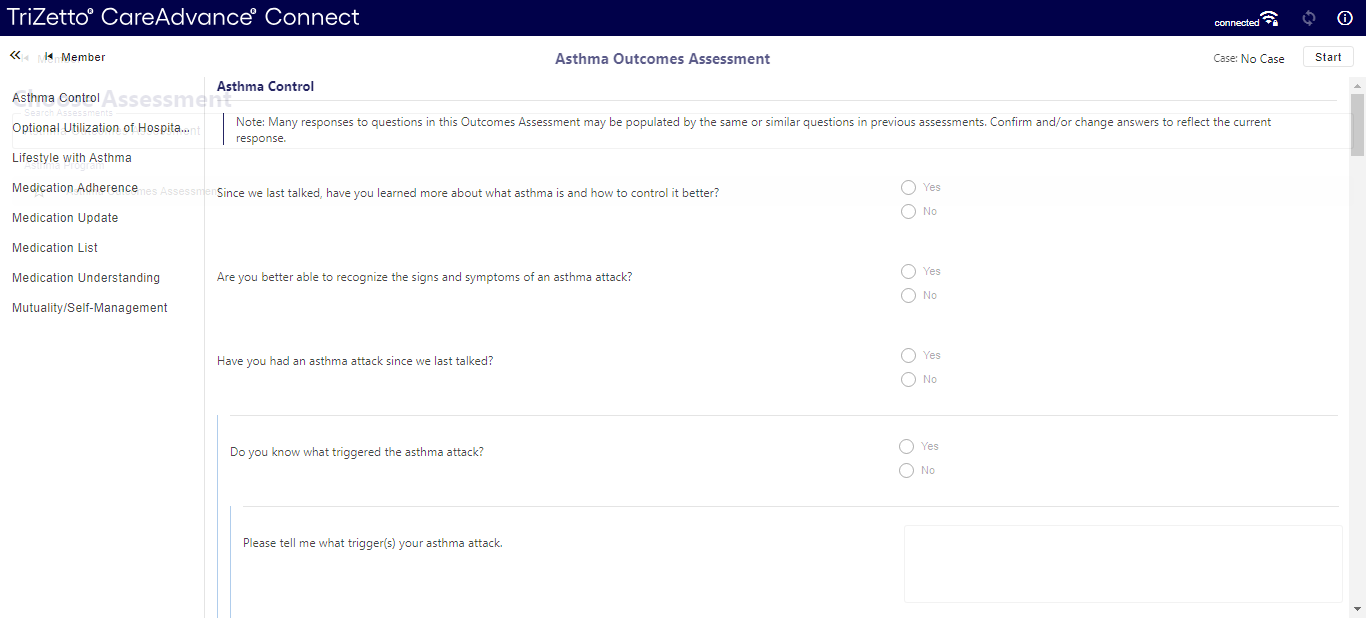 TriZetto® CareAdvance® Connect
connected
Member
Asthma Outcomes Assessment
Case: No Case
Start
Choose Assessment
Search Assessments
Asthma Control
Optional Utilization of Hospita...
Lifestyle with Asthma
Medication Adherence
Medication Update
Medication List
Medication Understanding
Mutuality/Self-Management
Asthma Control
Note: Many responses to questions in this Outcomes Assessment may be populated by the same or similar questions in previous assessments. Confirm and/or change answers to reflect the current
response.
Since we last talked, have you learned more about what asthma is and how to control it better?
Yes
No
Are you better able to recognize the signs and symptoms of an asthma attack?
Yes
No
Have you had an asthma attack since we last talked?
Yes
No
Do you know what triggered the asthma attack?
Yes
No
Please tell me what trigger(s) your asthma attack.